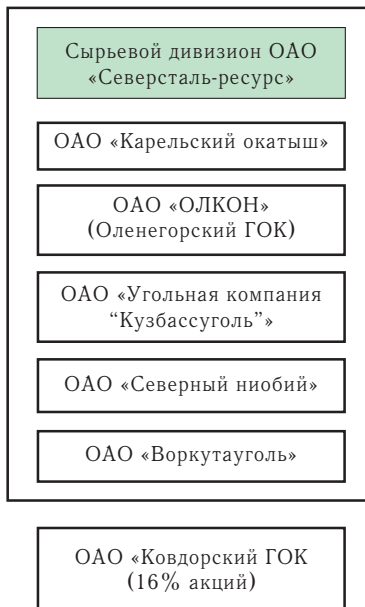 Сырьевой дивизион ОАО
«Северсталь-ресурс»
ОАО «Карельский окатыш»
ОАО «ОЛКОН»
(Оленегорский ГОК)
ОАО «Угольная компания
“Кузбассуголь”»
ОАО «Северный ниобий»
ОАО «Воркутауголь»
ОАО «Ковдорский ГОК
(16% акций)